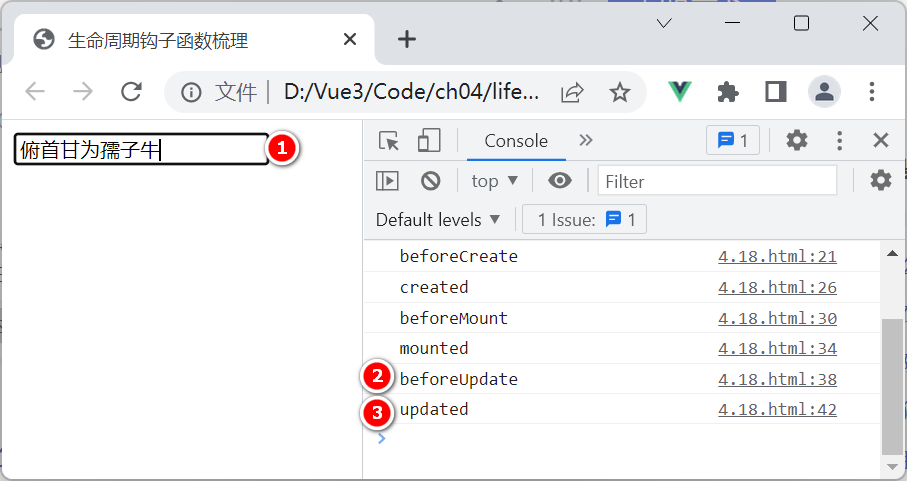 生命周期钩子函数梳理
文件 D:/Vue3/Code/ch04/life...
俯首甘为孺子牛
1
Console
1
top
Filter
Default levels
1 Issue:
1
beforeCreate 4.18.html:21
created 4.18.html:26
beforeMount 4.18.html:30
mounted 4.18.html:34
2
beforeUpdate 4.18.html:38
3
updated 4.18.html:42